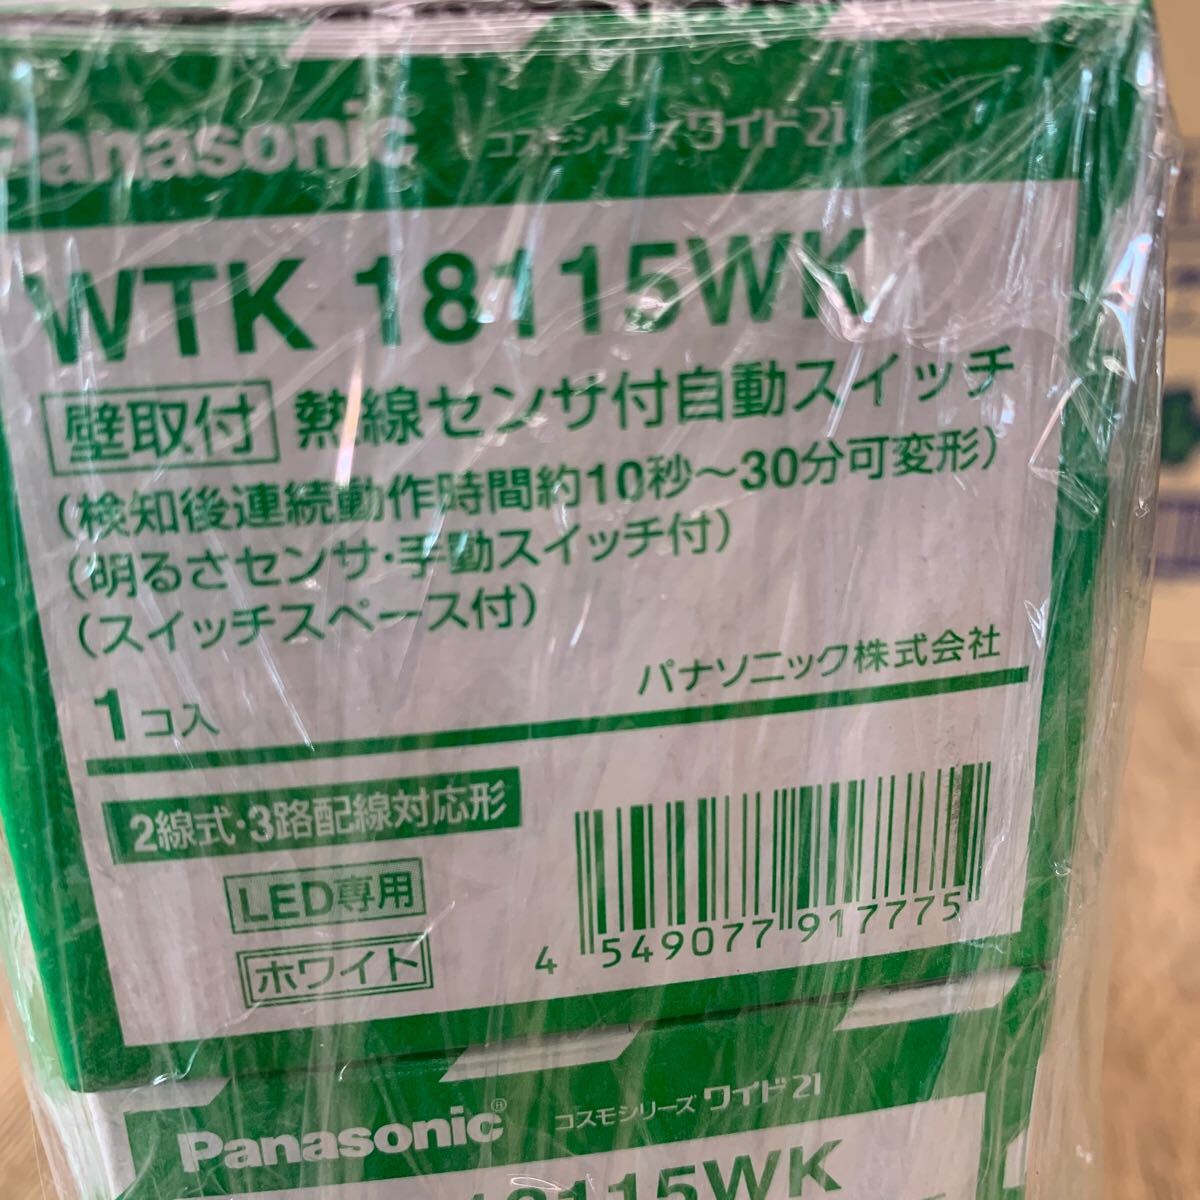 Panasonic コスモシリーズ ワイド21
WTK 18115WK
壁取付 熱線センサ付自動スイッチ
(検知後連続動作時間約10秒～30分可変形)
(明るさセンサ・手動スイッチ付)
(スイッチスペース付)
1コ入
パナソニック株式会社
2線式・3路配線対応形
LED専用
ホワイト
4 549077 917775
Panasonic® コスモシリーズ ワイド21
18115WK